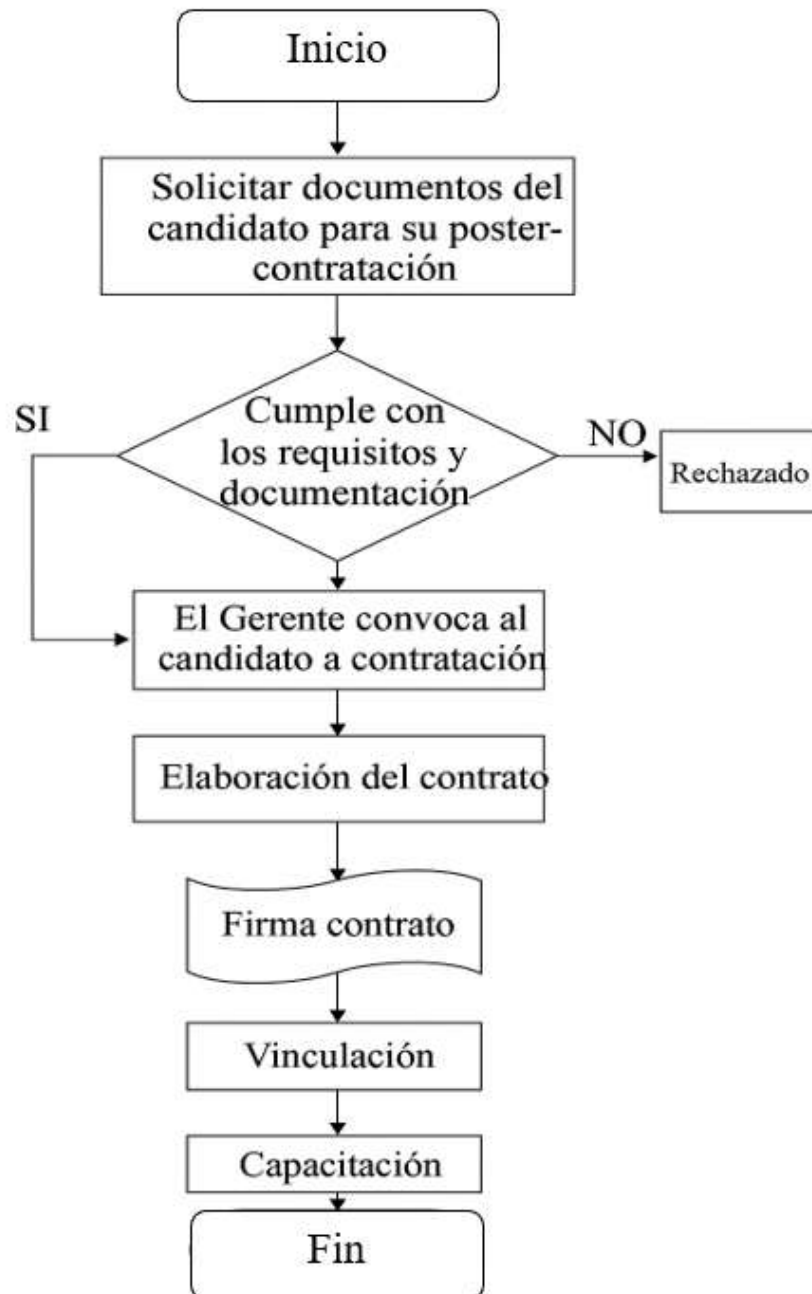 Inicio
Solicitar documentos del
candidato para su poster-
contratación
SI
Cumple con
los requisitos y
documentación
NO
Rechazado
El Gerente convoca al
candidato a contratación
Elaboración del contrato
Firma contrato
Vinculación
Capacitación
Fin